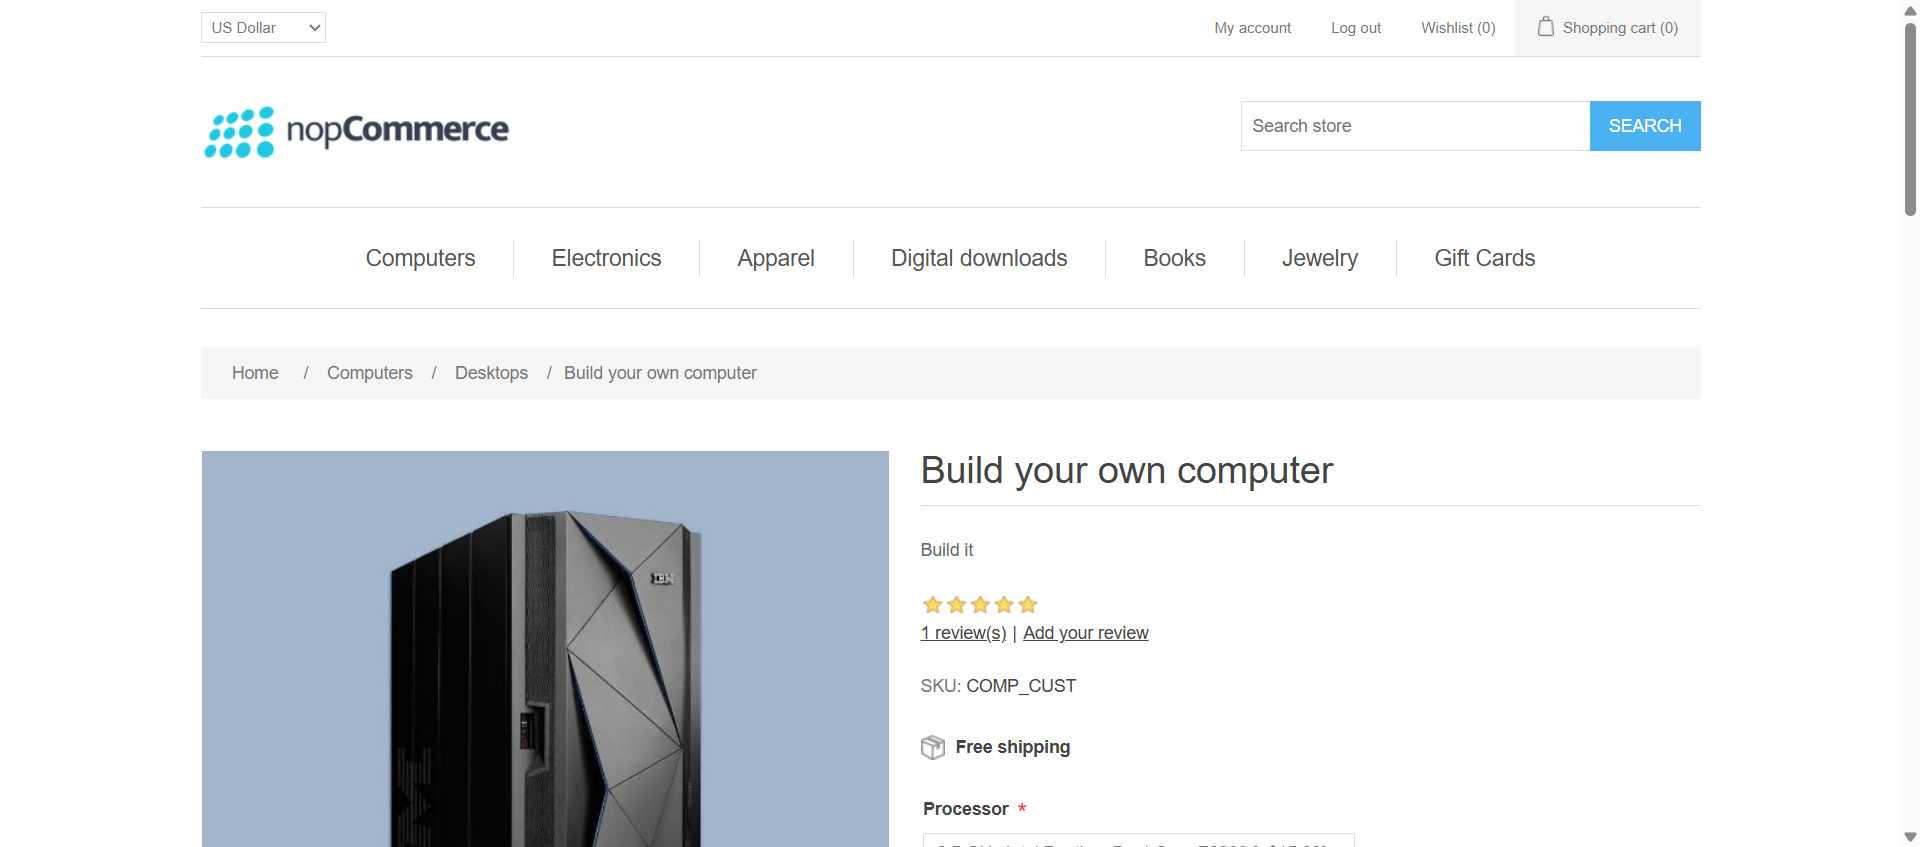 US Dollar
My account
Log out
Wishlist (0)
Shopping cart (0)
nopCommerce
Search store
SEARCH
Computers
Electronics
Apparel
Digital downloads
Books
Jewelry
Gift Cards
Home / Computers / Desktops / Build your own computer
Build your own computer
IBM
Build it
1 review(s) | Add your review
SKU: COMP_CUST
Free shipping
Processor *